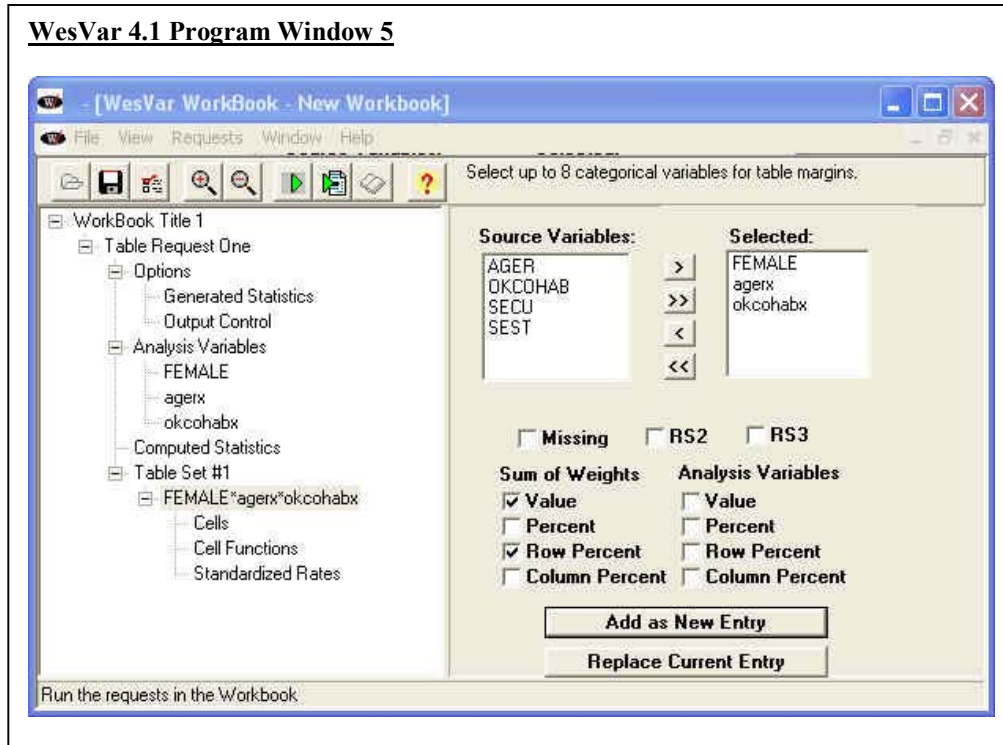 WesVar 4.1 Program Window 5
- [WesVar WorkBook - New Workbook]
File View Requests Window Help
Select up to 8 categorical variables for table margins.
WorkBook Title 1
Table Request One
Options
Generated Statistics
Output Control
Analysis Variables
FEMALE
agerx
okcohabx
Computed Statistics
Table Set #1
FEMALE*agerx*okcohabx
Cells
Cell Functions
Standardized Rates
Source Variables:
AGER
OKCOHAB
SECU
SEST
>
>>
<
<<
Selected:
FEMALE
agerx
okcohabx
Missing RS2 RS3
Sum of Weights
Value
Percent
Row Percent
Column Percent
Analysis Variables
Value
Percent
Row Percent
Column Percent
Add as New Entry
Replace Current Entry
Run the requests in the Workbook